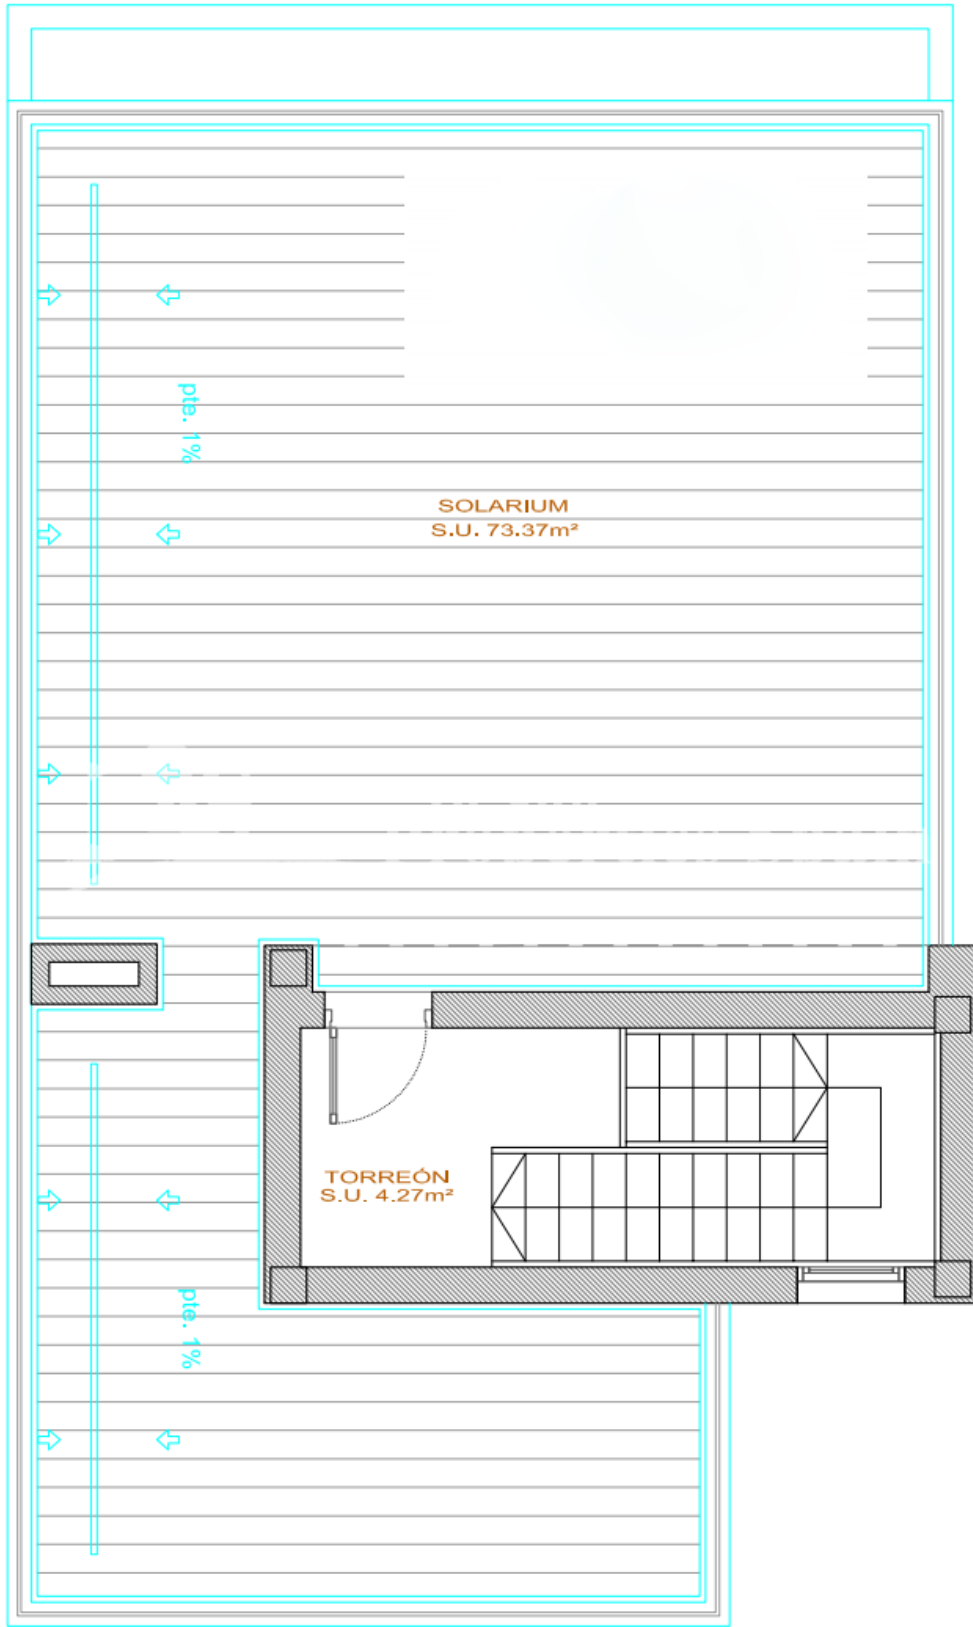 pte. 1%
SOLARIUM
S.U. 73.37m²
TORREÓN
S.U. 4.27m²
pte. 1%